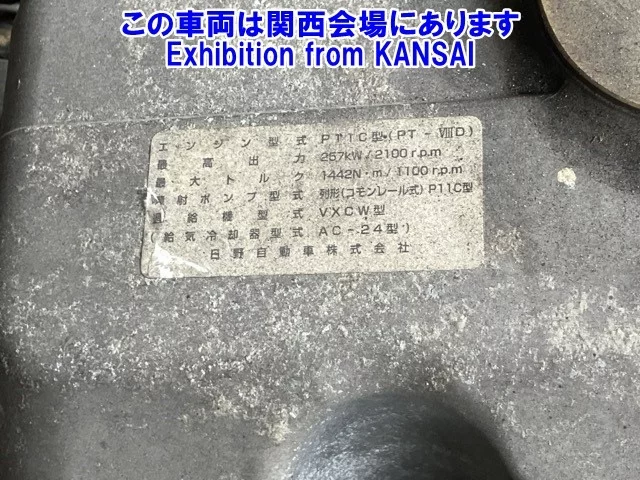 この車両は関西会場にあります
Exhibition from KANSAI
エンジン型式 P11C型(PT-ⅧD)
最高出力 257kW/2100r.p.m
最大トルク 1442N・m/1100r.p.m
噴射ポンプ型式 列形(コモンレール式)P11C型
過給機型式 VXCW型
(給気冷却器型式 AC-24型)
日野自動車株式会社